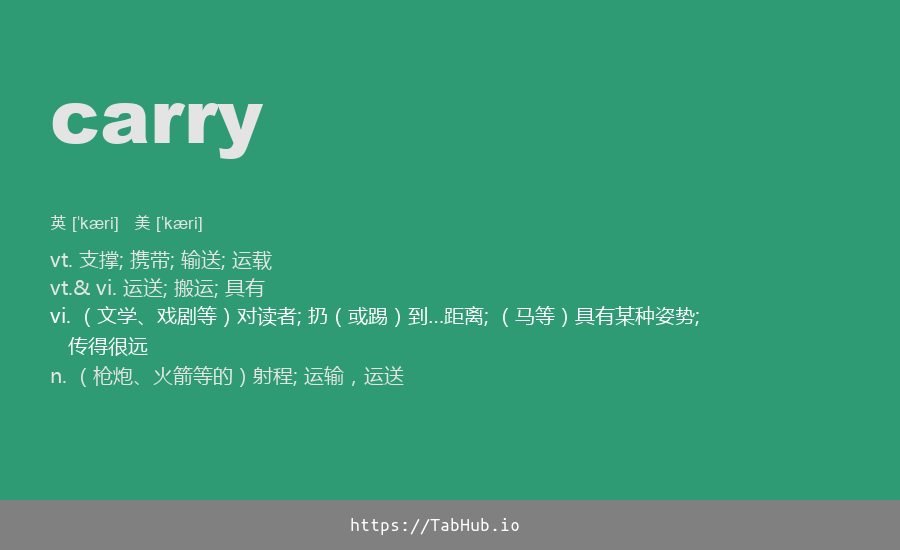 carry
英 ['kæri] 美 ['kæri]
vt. 支撑; 携带; 输送; 运载
vt.& vi. 运送; 搬运; 具有
vi. （文学、戏剧等）对读者; 扔（或踢）到...距离; （马等）具有某种姿势;
传得很远
n. （枪炮、火箭等的）射程; 运输，运送
https://TabHub.io